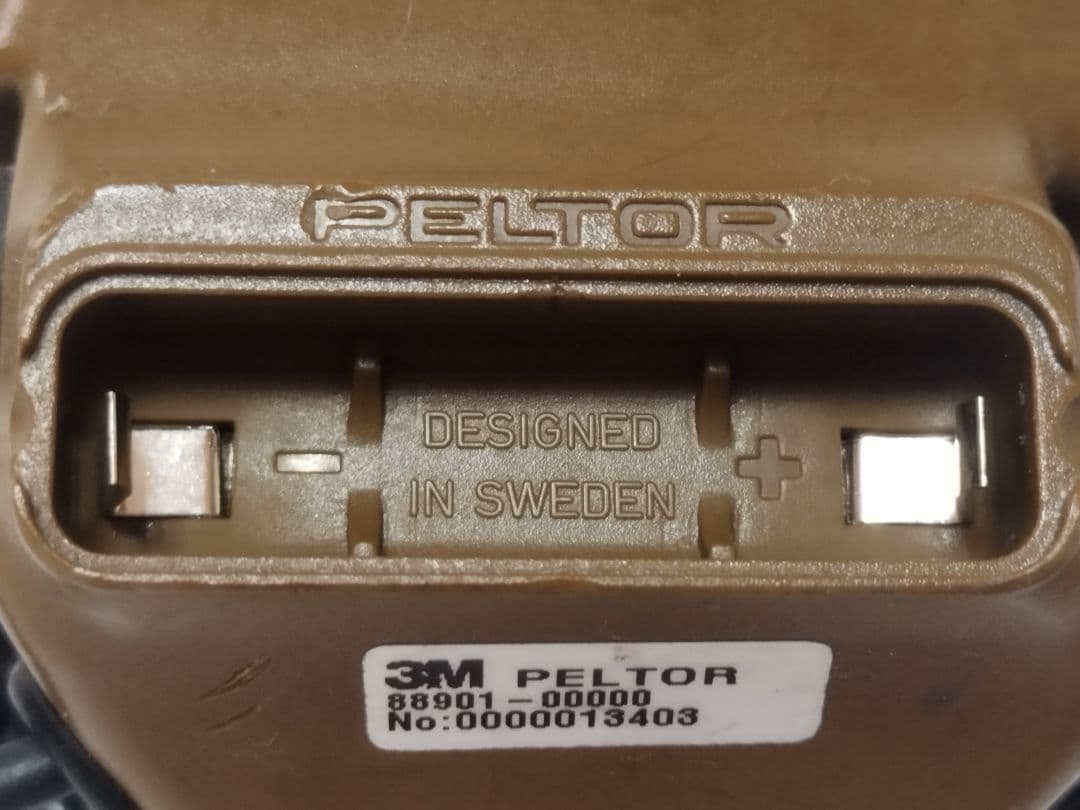 PELTOR
- DESIGNED +
IN SWEDEN
3M PELTOR
88901-00000
No:0000013403